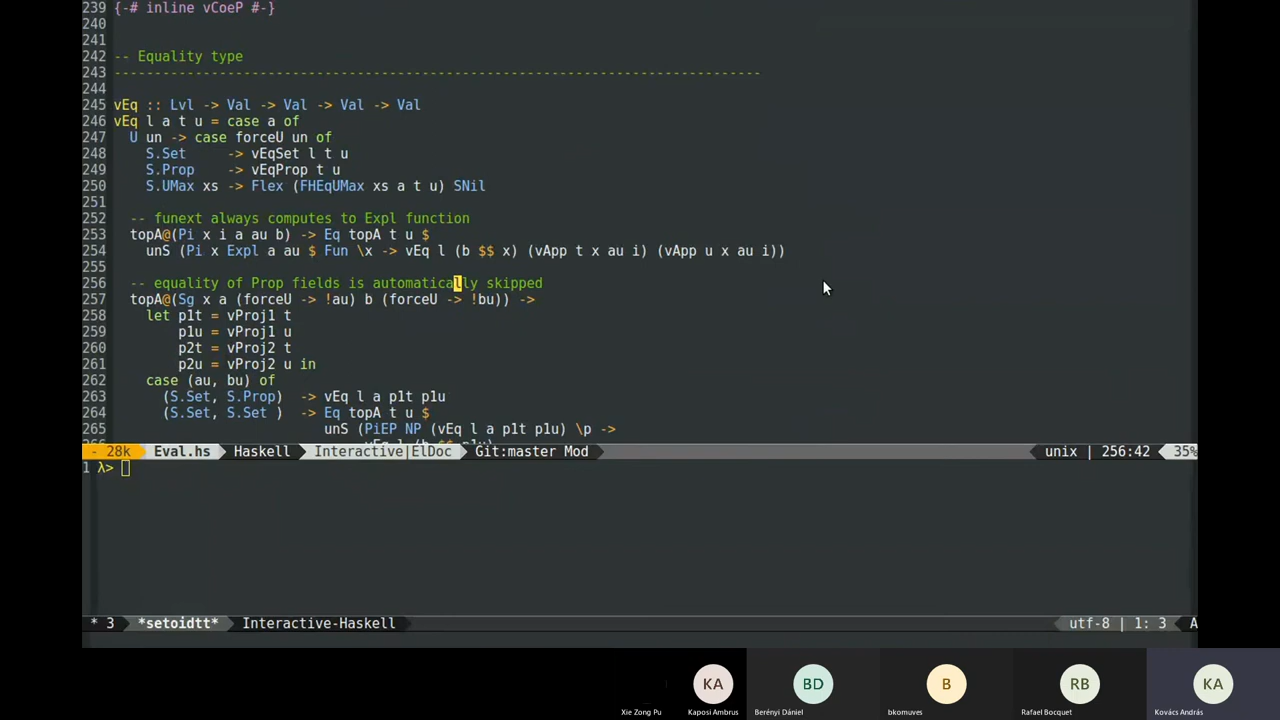 239 {-# inline vCoeP #-}
240
241
242 -- Equality type
243 --------------------------------------------------------------------------------
244
245 vEq :: Lvl -> Val -> Val -> Val -> Val
246 vEq l a t u = case a of
247   U un -> case forceU un of
248     S.Set     -> vEqSet l t u
249     S.Prop    -> vEqProp t u
250     S.UMax xs -> Flex (FHEqUMax xs a t u) SNil
251
252   -- funext always computes to Expl function
253   topA@(Pi x i a au b) -> Eq topA t u $
254     unS (Pi x Expl a au $ Fun \x -> vEq l (b $$ x) (vApp t x au i) (vApp u x au i))
255
256   -- equality of Prop fields is automatically skipped
257   topA@(Sg x a (forceU -> !au) b (forceU -> !bu)) ->
258     let p1t = vProj1 t
259         p1u = vProj1 u
260         p2t = vProj2 t
261         p2u = vProj2 u in
262     case (au, bu) of
263       (S.Set, S.Prop)  -> vEq l a p1t p1u
264       (S.Set, S.Set )  -> Eq topA t u $
265                           unS (PiEP NP (vEq l a p1t p1u) \p ->
- 28k Eval.hs Haskell Interactive|ElDoc Git:master Mod unix | 256:42 35%
1 λ>
* 3 *setoidtt* Interactive-Haskell utf-8 | 1: 3 A
KA BD B RB KA
Xie Zong Pu Kaposi Ambrus Berényi Dániel bkomuves Rafael Bocquet Kovács András